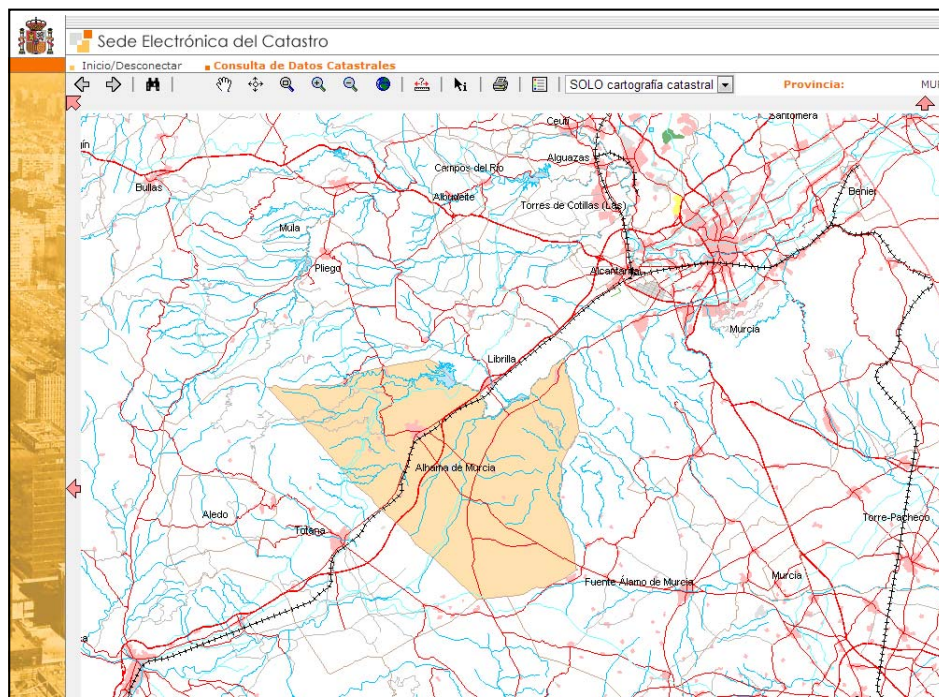 Sede Electrónica del Catastro
Inicio/Desconectar
Consulta de Datos Catastrales
SOLO cartografía catastral
Provincia:
Santomera
Ceutí
Alguazas
Campos del Río
Bullas
Albudeite
Torres de Cotillas (Las)
Beniel
Mula
Pliego
Alcantarilla
Murcia
Librilla
Alhama de Murcia
Aledo
Totana
Torre-Pacheco
Fuente Álamo de Murcia
Murcia